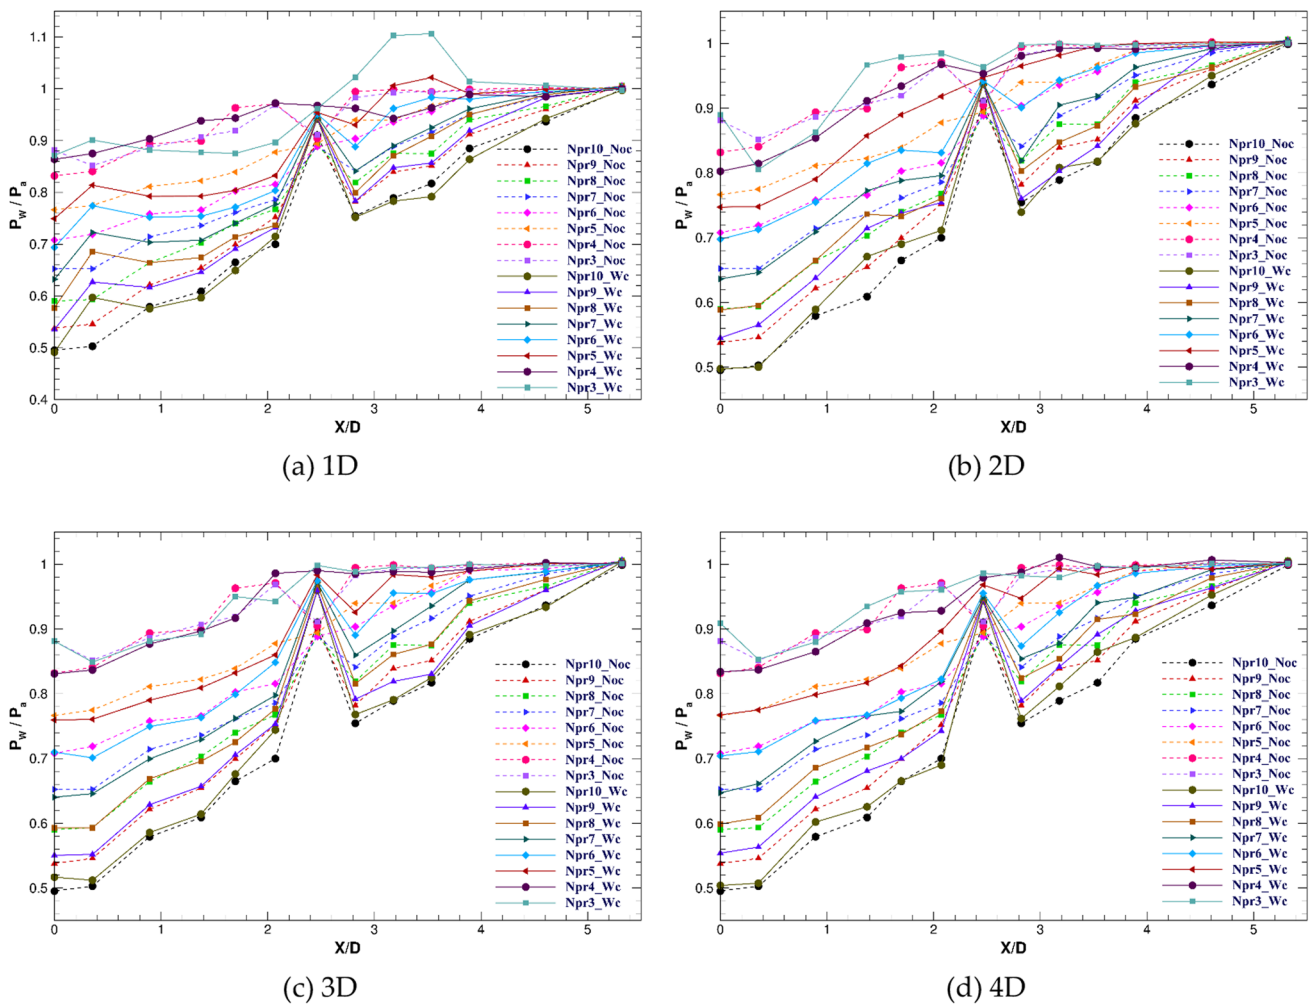 1.1
1
0.9
0.8
0.7
0.6
0.5
0.4
0 1 2 3 4 5
P_w / P_a
X/D
Npr10_Noc
Npr9_Noc
Npr8_Noc
Npr7_Noc
Npr6_Noc
Npr5_Noc
Npr4_Noc
Npr3_Noc
Npr10_Wc
Npr9_Wc
Npr8_Wc
Npr7_Wc
Npr6_Wc
Npr5_Wc
Npr4_Wc
Npr3_Wc
(a) 1D
1
0.9
0.8
0.7
0.6
0.5
0 1 2 3 4 5
P_w / P_a
X/D
Npr10_Noc
Npr9_Noc
Npr8_Noc
Npr7_Noc
Npr6_Noc
Npr5_Noc
Npr4_Noc
Npr3_Noc
Npr10_Wc
Npr9_Wc
Npr8_Wc
Npr7_Wc
Npr6_Wc
Npr5_Wc
Npr4_Wc
Npr3_Wc
(b) 2D
1
0.9
0.8
0.7
0.6
0.5
0 1 2 3 4 5
P_w / P_a
X/D
Npr10_Noc
Npr9_Noc
Npr8_Noc
Npr7_Noc
Npr6_Noc
Npr5_Noc
Npr4_Noc
Npr3_Noc
Npr10_Wc
Npr9_Wc
Npr8_Wc
Npr7_Wc
Npr6_Wc
Npr5_Wc
Npr4_Wc
Npr3_Wc
(c) 3D
1
0.9
0.8
0.7
0.6
0.5
0 1 2 3 4 5
P_w / P_a
X/D
Npr10_Noc
Npr9_Noc
Npr8_Noc
Npr7_Noc
Npr6_Noc
Npr5_Noc
Npr4_Noc
Npr3_Noc
Npr10_Wc
Npr9_Wc
Npr8_Wc
Npr7_Wc
Npr6_Wc
Npr5_Wc
Npr4_Wc
Npr3_Wc
(d) 4D